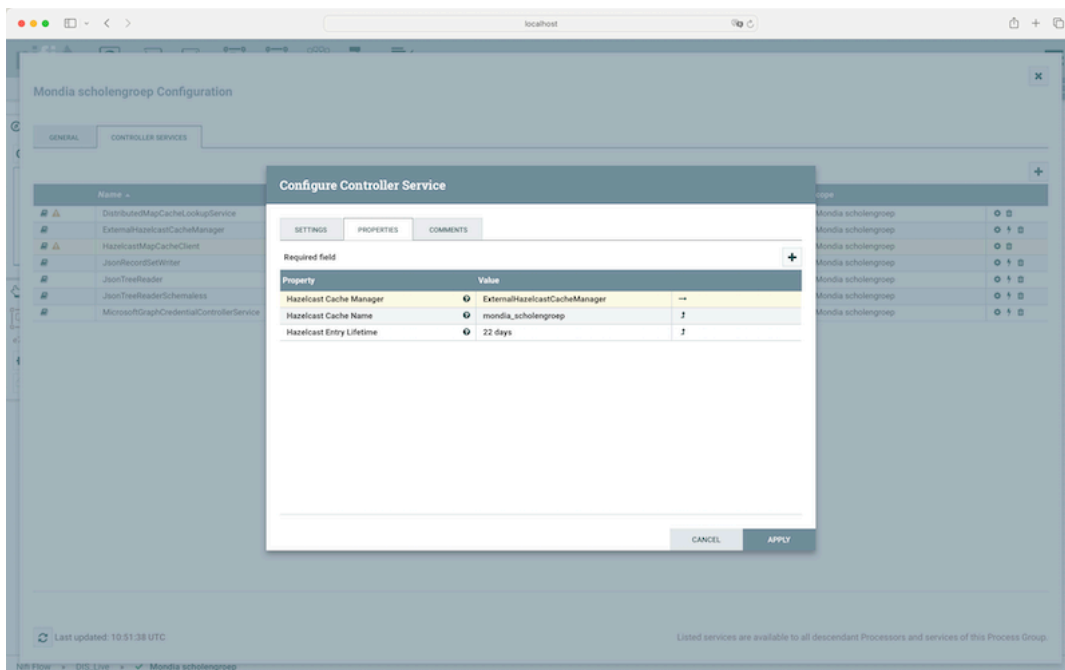 localhost
Mondia scholengroep Configuration
GENERAL CONTROLLER SERVICES
Name
DistributedMapCacheLookupService Mondia scholengroep
ExternalHazelcastCacheManager Mondia scholengroep
HazelcastMapCacheClient Mondia scholengroep
JsonRecordSetWriter Mondia scholengroep
JsonTreeReader Mondia scholengroep
JsonTreeReaderSchemaless Mondia scholengroep
MicrosoftGraphCredentialControllerService Mondia scholengroep
Configure Controller Service
SETTINGS PROPERTIES COMMENTS
Required field
Property Value
Hazelcast Cache Manager ExternalHazelcastCacheManager
Hazelcast Cache Name mondia_scholengroep
Hazelcast Entry Lifetime 22 days
CANCEL APPLY
Last updated: 10:51:38 UTC
Listed services are available to all descendant Processors and services of this Process Group.
Nifi Flow » DIS Live » Mondia scholengroep